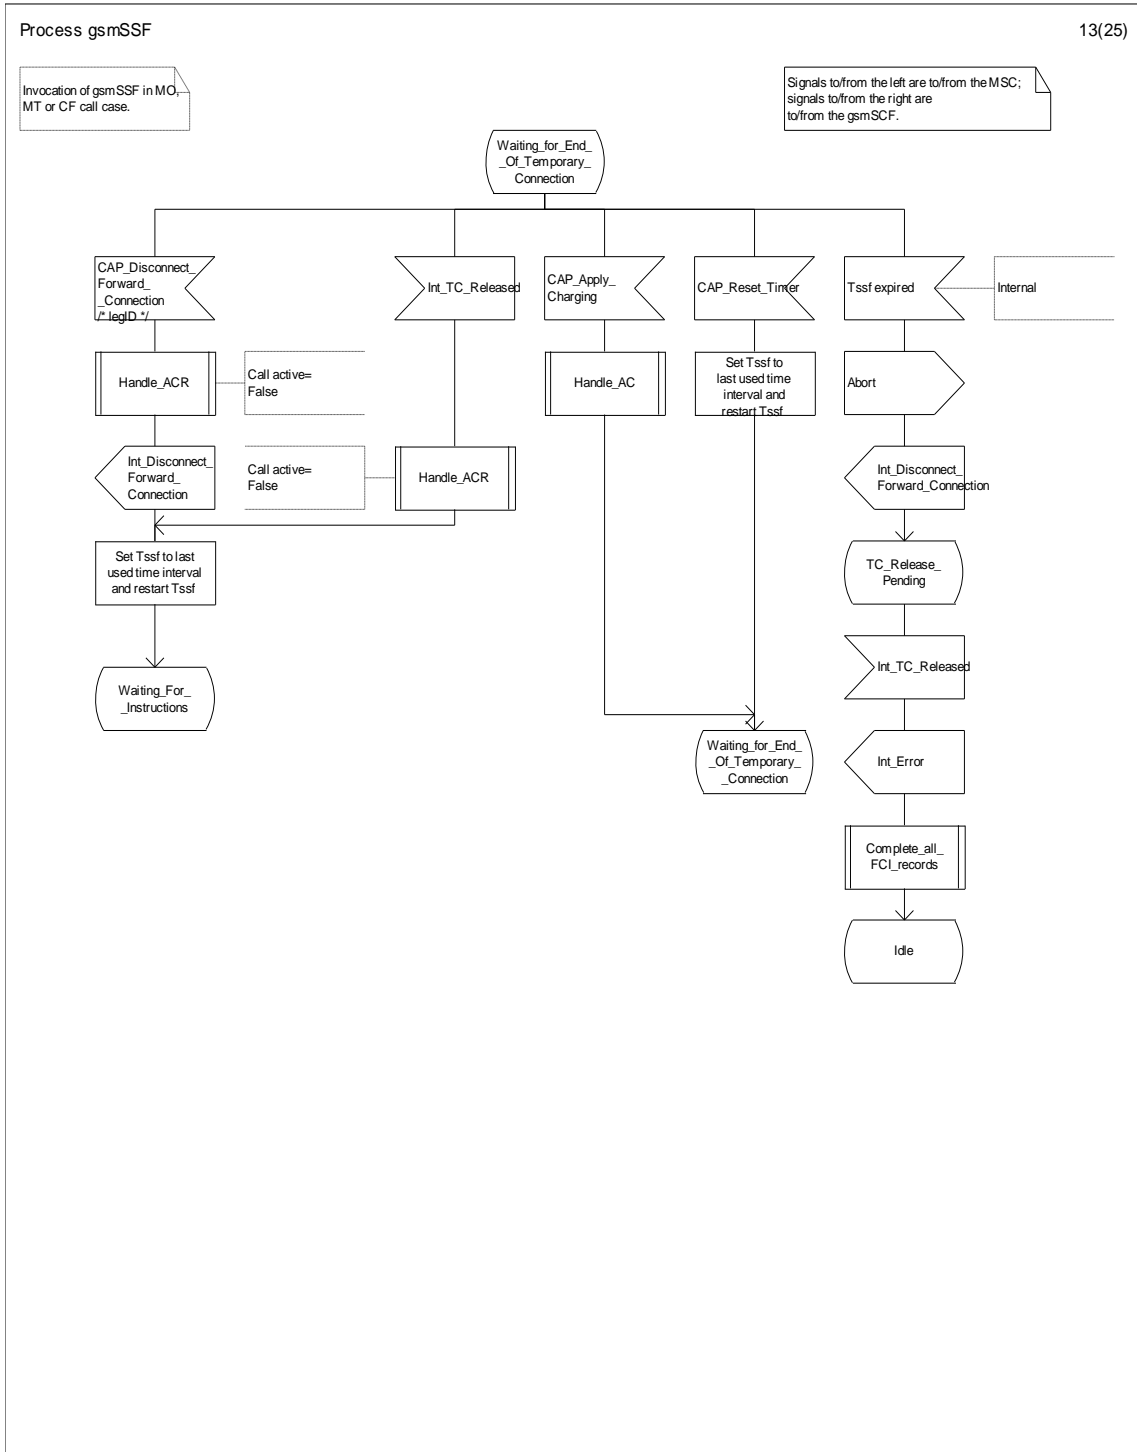 Process gsmSSF
13(25)
Invocation of gsmSSF in MO,
MT or CF call case.
Signals to/from the left are to/from the MSC;
signals to/from the right are
to/from the gsmSCF.
Waiting_for_End_
_Of_Temporary_
_Connection
CAP_Disconnect_
Forward_
_Connection
/* legID */
Int_TC_Released
CAP_Apply_
Charging
CAP_Reset_Timer
Tssf expired
Internal
Handle_ACR
Call active=
False
Handle_AC
Set Tssf to
last used time
interval and
restart Tssf
Abort
Int_Disconnect_
Forward_
Connection
Call active=
False
Handle_ACR
Int_Disconnect_
Forward_Connection
Set Tssf to last
used time interval
and restart Tssf
TC_Release_
Pending
Int_TC_Released
Waiting_For_
_Instructions
Waiting_for_End_
_Of_Temporary_
_Connection
Int_Error
Complete_all_
FCI_records
Idle